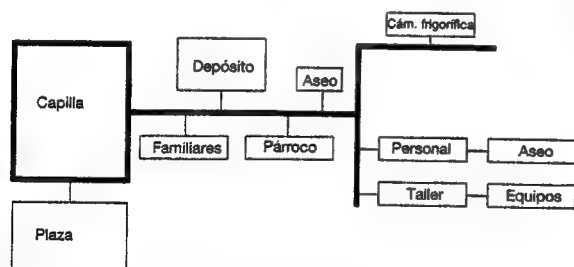 Cám. frigorífica
Depósito
Aseo
Capilla
Familiares
Párroco
Personal
Aseo
Taller
Equipos
Plaza